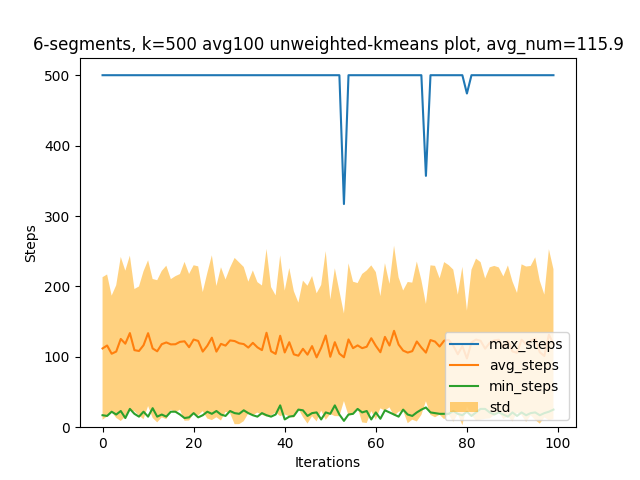 6-segments, k=500 avg100 unweighted-kmeans plot, avg_num=115.9
500
400
300
200
100
0
Steps
max_steps
avg_steps
min_steps
std
0 20 40 60 80 100
Iterations